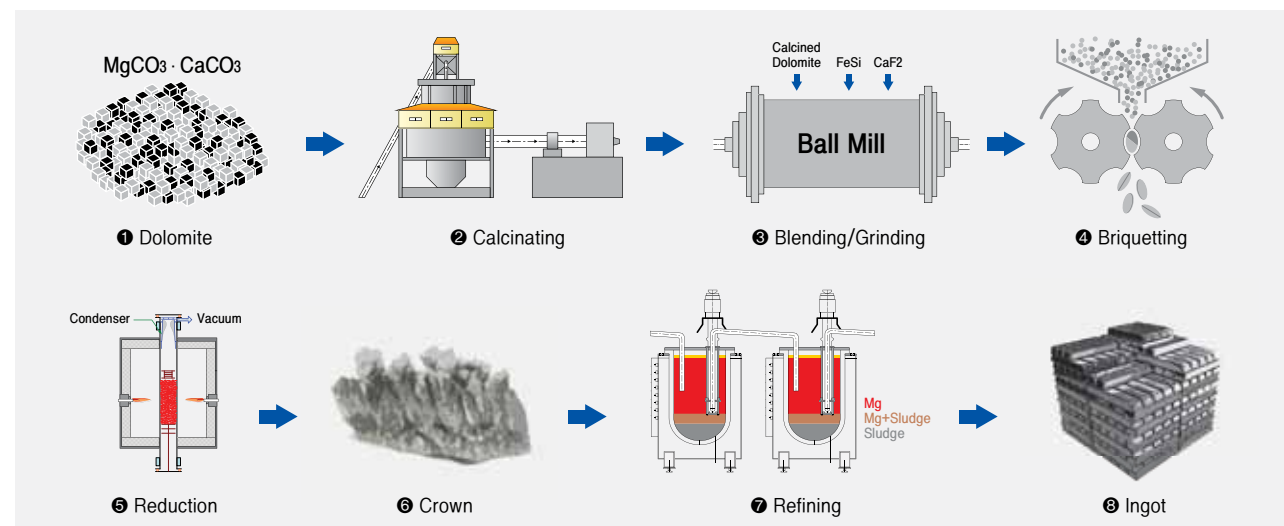 MgCO3 · CaCO3
❶ Dolomite
❷ Calcinating
Calcined
Dolomite
FeSi
CaF2
Ball Mill
❸ Blending/Grinding
❹ Briquetting
Condenser
Vacuum
❺ Reduction
❻ Crown
Mg
Mg+Sludge
Sludge
❼ Refining
❽ Ingot